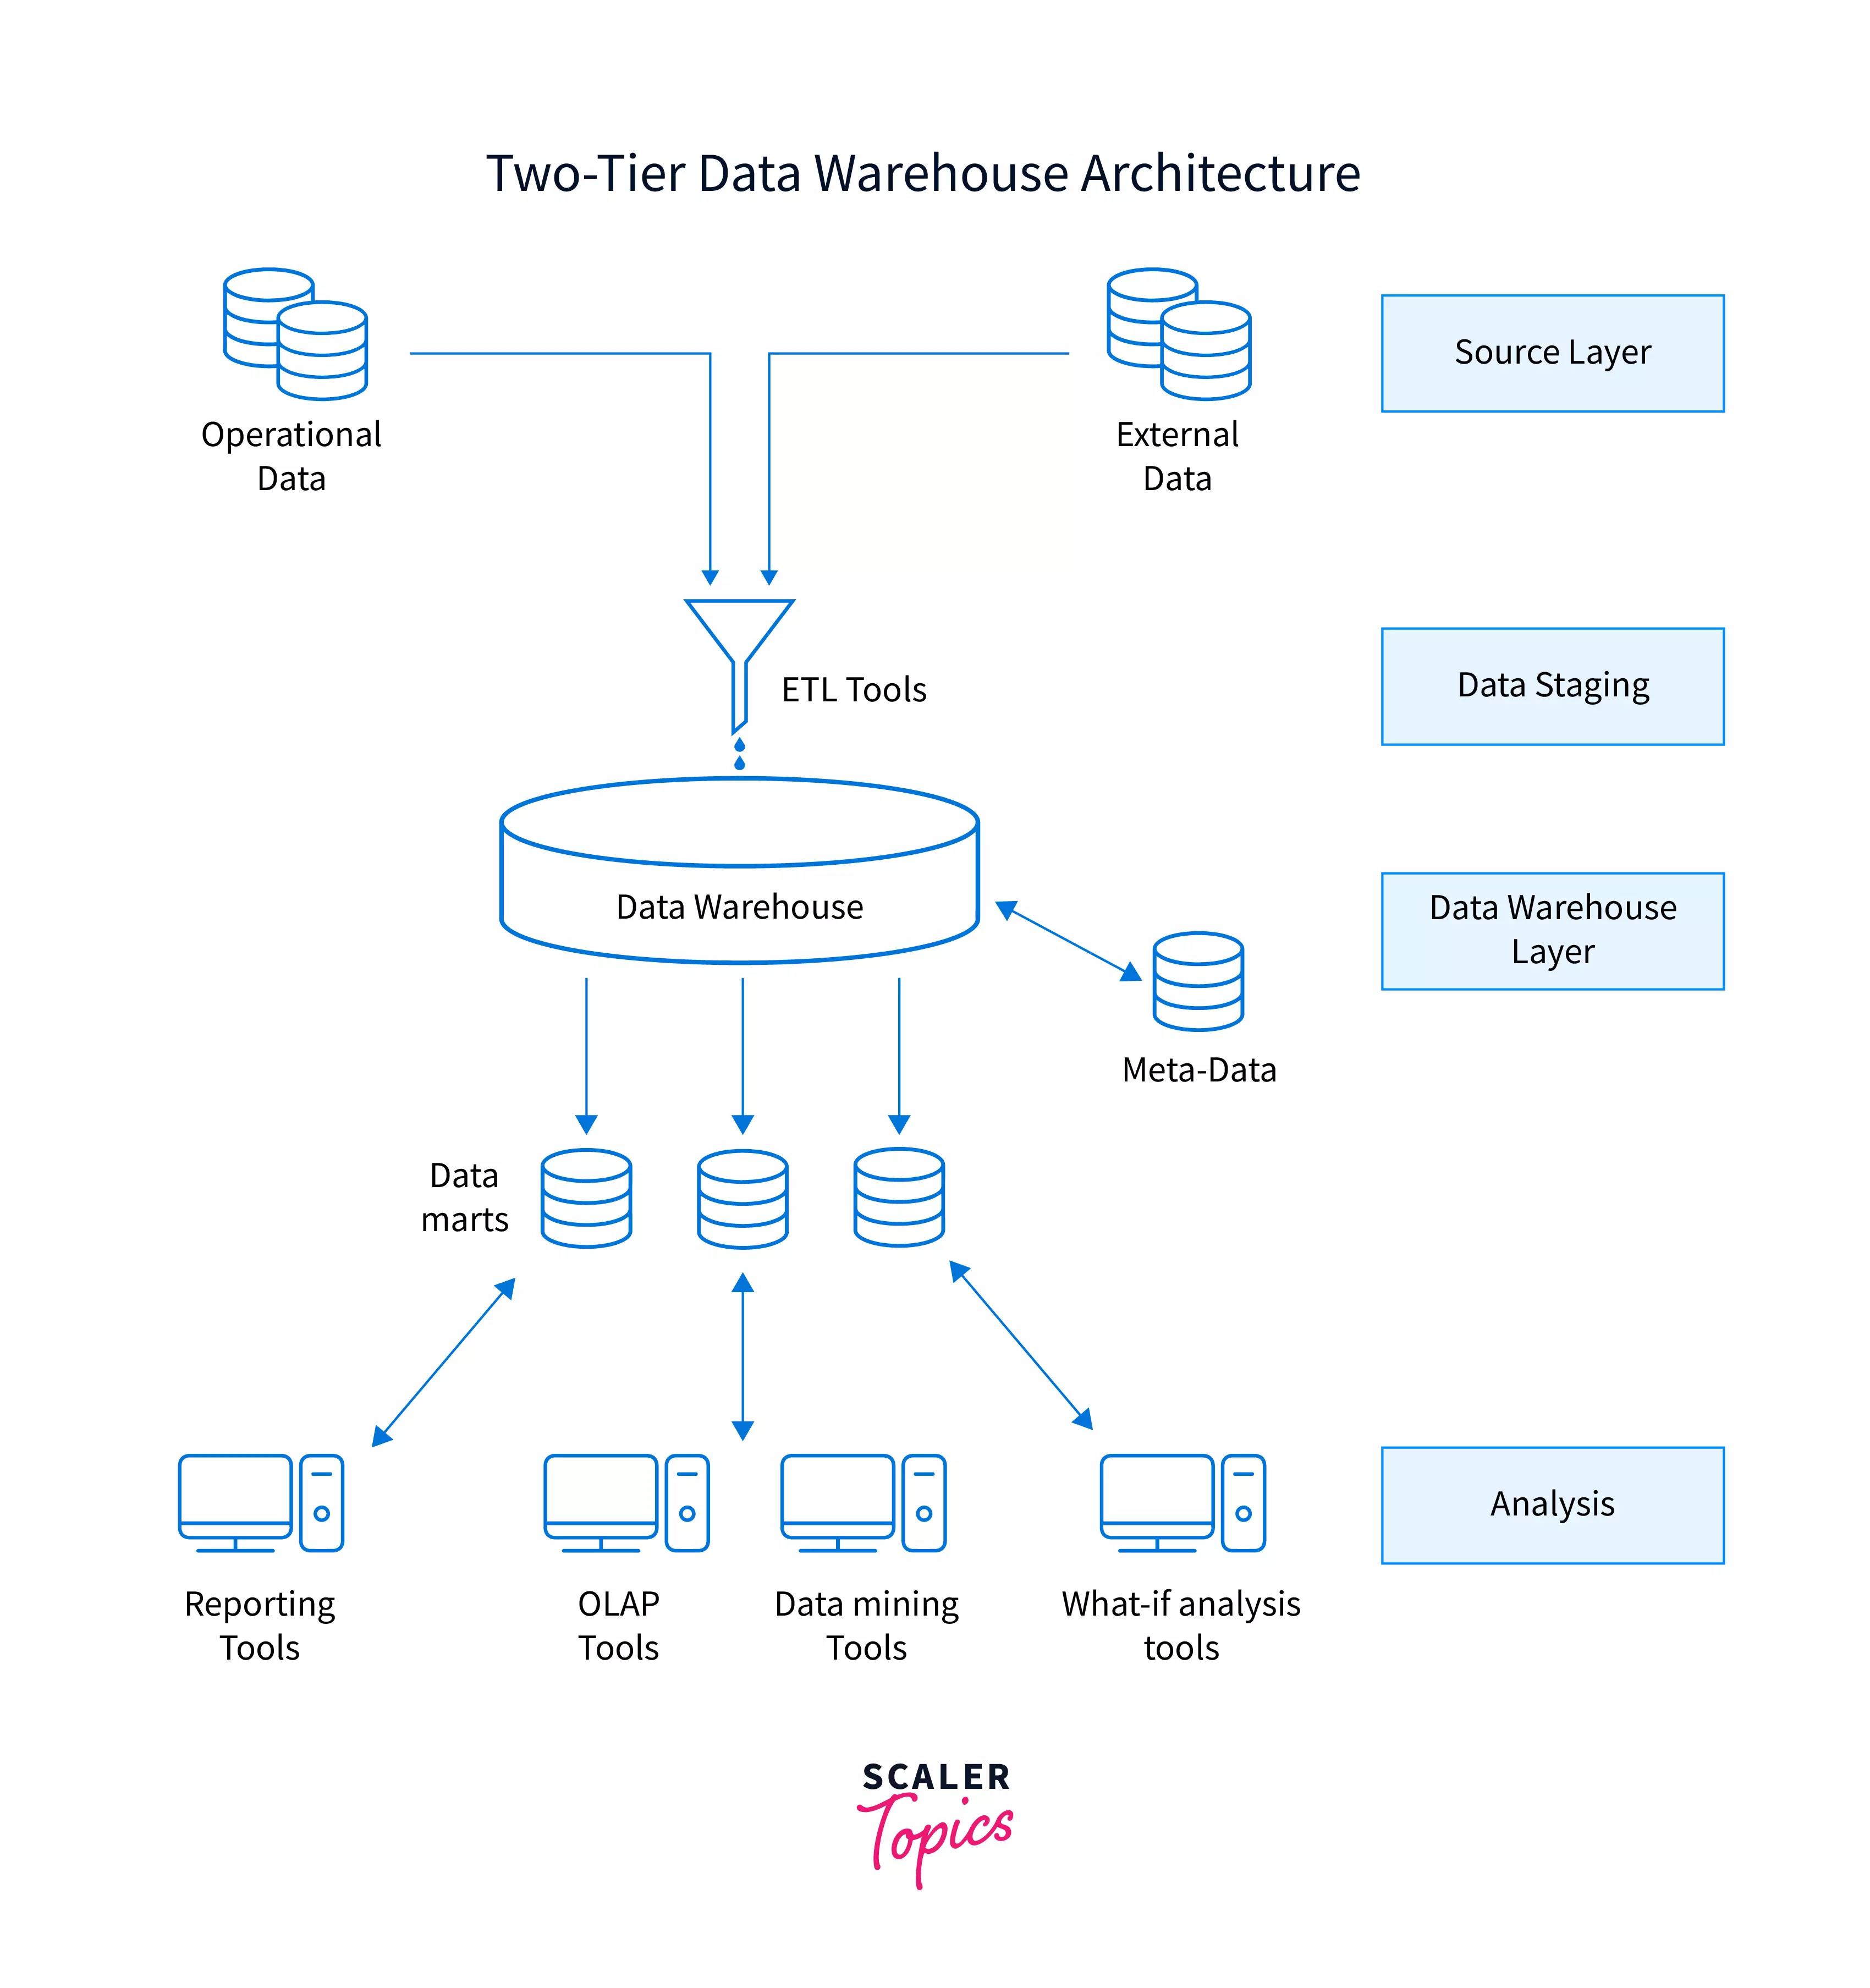 Two-Tier Data Warehouse Architecture
Operational
Data
External
Data
Source Layer
ETL Tools
Data Staging
Data Warehouse
Data Warehouse
Layer
Meta-Data
Data
marts
Analysis
Reporting
Tools
OLAP
Tools
Data mining
Tools
What-if analysis
tools
SCALER
Topics